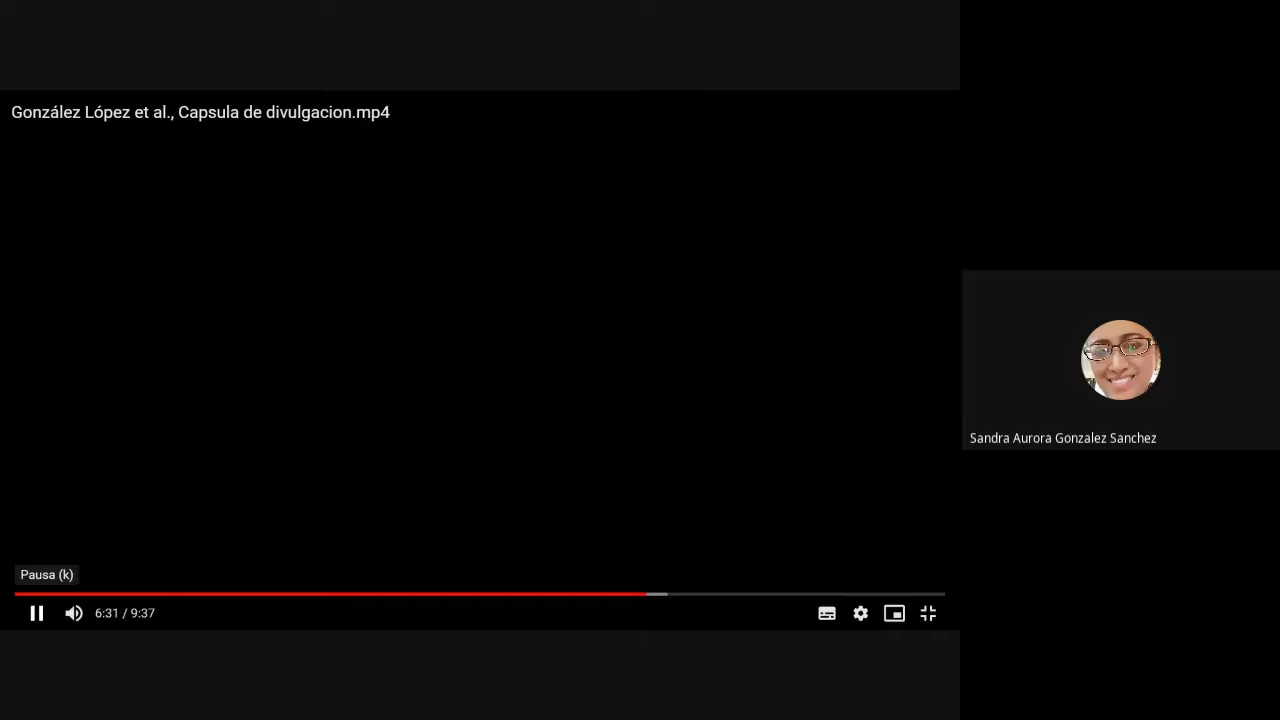 González López et al., Capsula de divulgacion.mp4
Sandra Aurora Gonzalez Sanchez
Pausa (k)
6:31 / 9:37